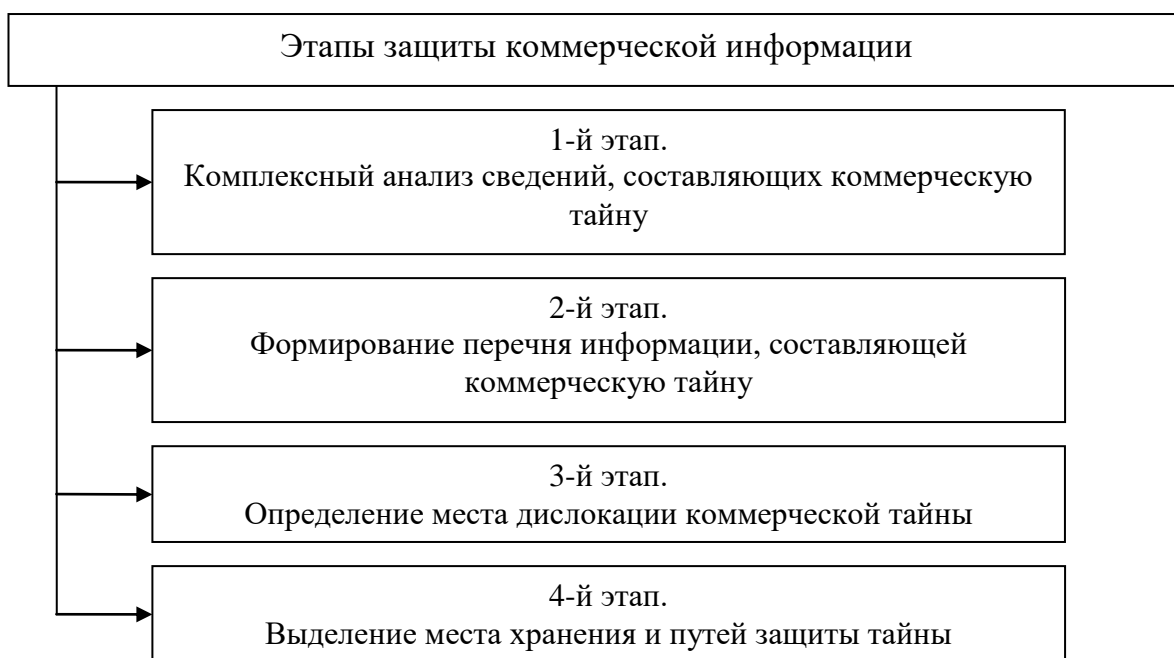 Этапы защиты коммерческой информации
1-й этап.
Комплексный анализ сведений, составляющих коммерческую
тайну
2-й этап.
Формирование перечня информации, составляющей
коммерческую тайну
3-й этап.
Определение места дислокации коммерческой тайны
4-й этап.
Выделение места хранения и путей защиты тайны